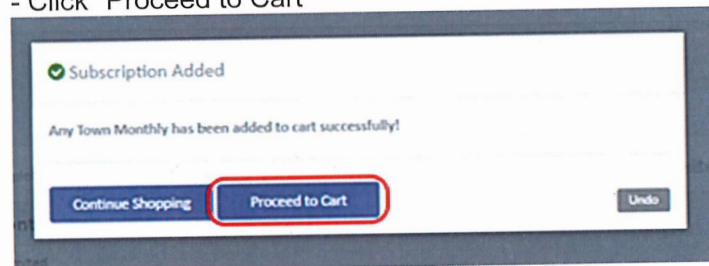 - Click "Proceed to Cart"
Subscription Added
Any Town Monthly has been added to cart successfully!
Continue Shopping Proceed to Cart Undo